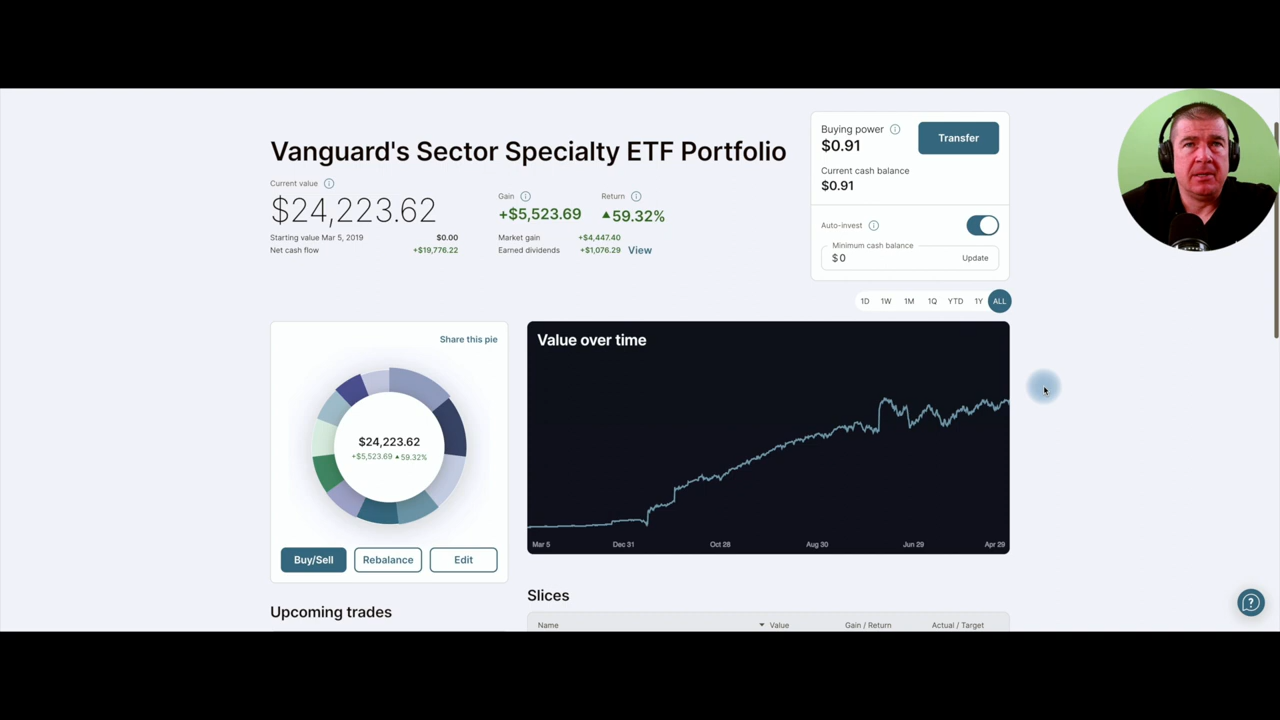 Vanguard's Sector Specialty ETF Portfolio
Current value
$24,223.62
Starting value Mar 5, 2019 $0.00
Net cash flow +$19,776.22
Gain
+$5,523.69
Return
▲59.32%
Market gain +$4,447.40
Earned dividends +$1,076.29 View
Buying power
$0.91
Transfer
Current cash balance
$0.91
Auto-invest
Minimum cash balance
$0 Update
1D 1W 1M 1Q YTD 1Y ALL
Share this pie
$24,223.62
+$5,523.69 ▲59.32%
Buy/Sell Rebalance Edit
Upcoming trades
Value over time
Mar 5 Dec 31 Oct 28 Aug 30 Jun 29 Apr 29
Slices
Name Value Gain / Return Actual / Target